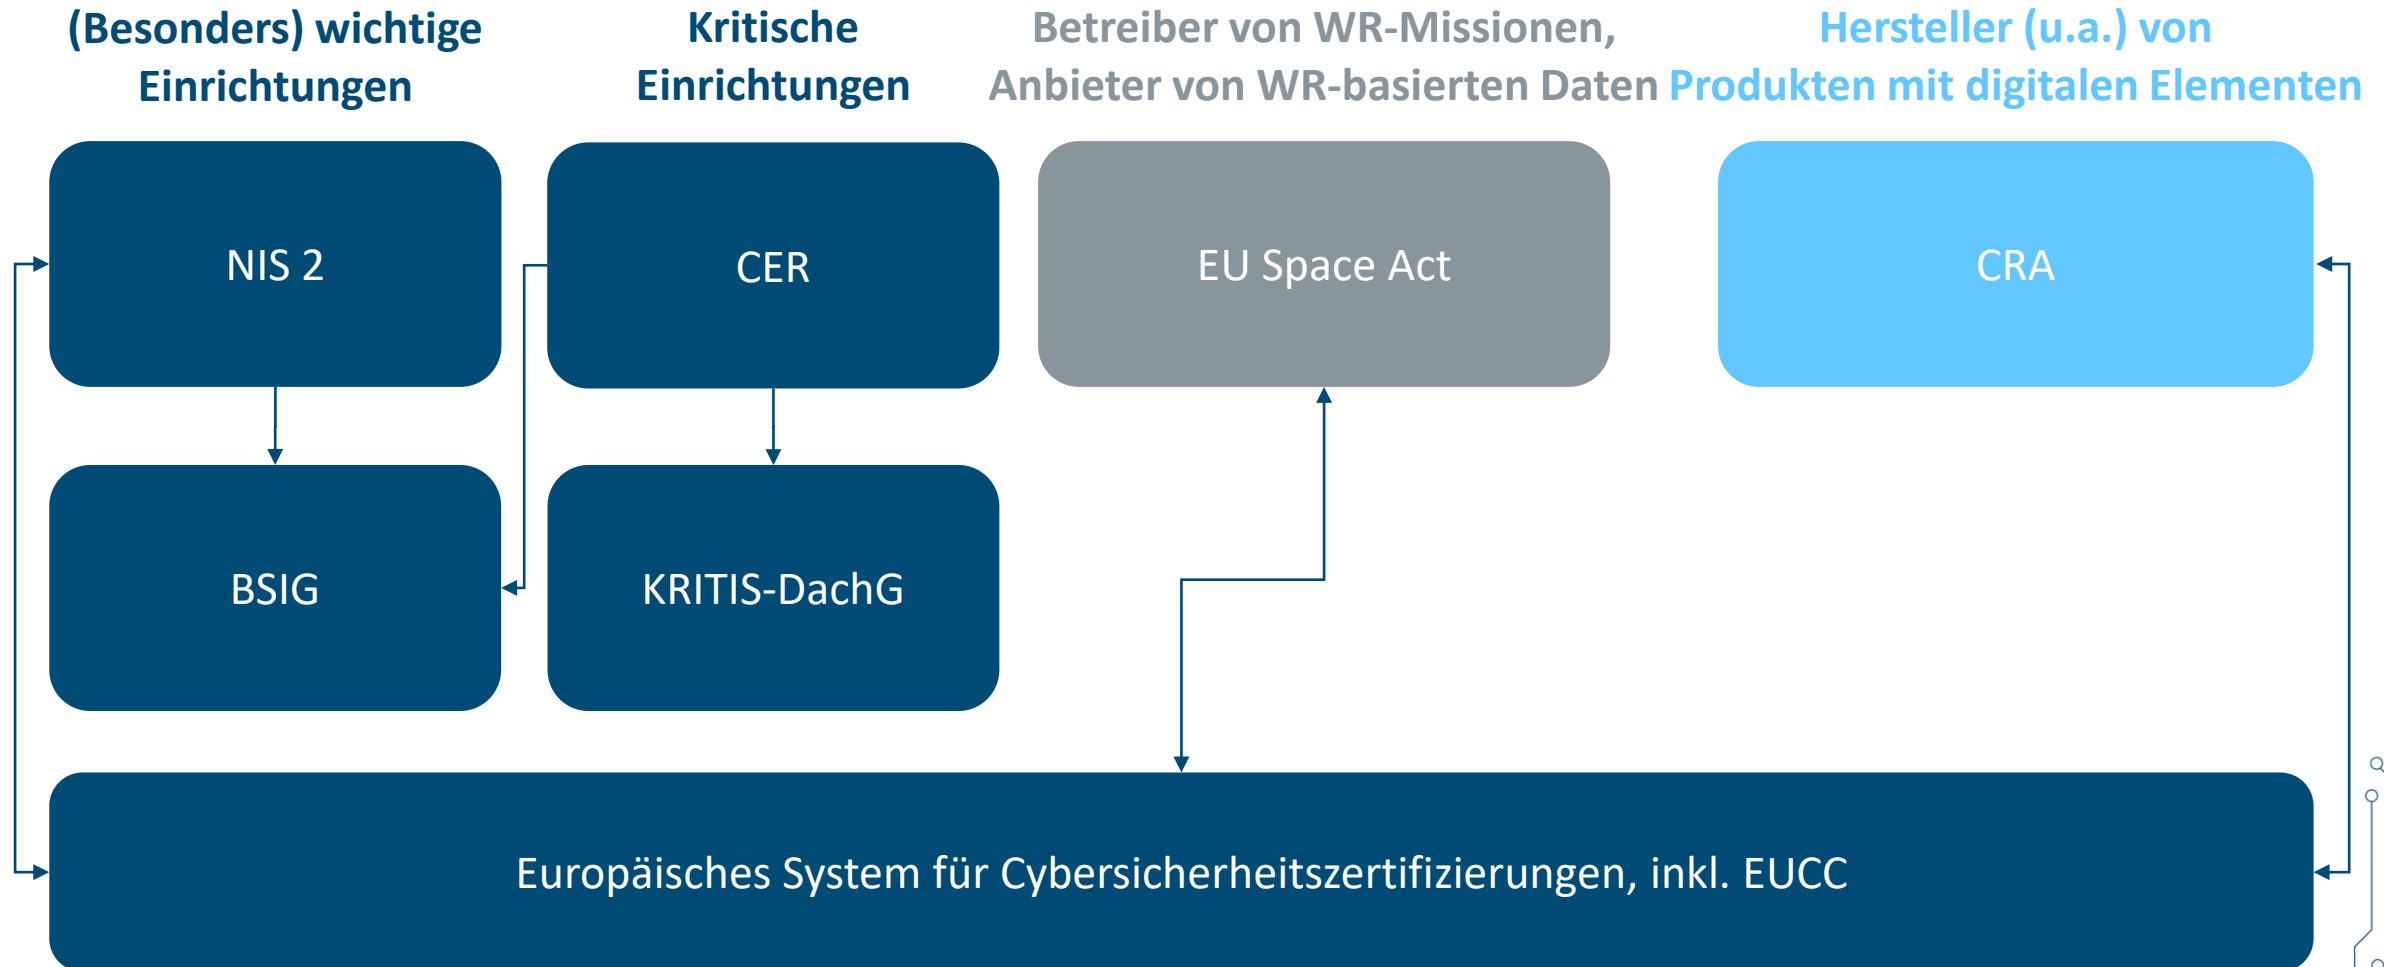 (Besonders) wichtige
Einrichtungen
Kritische
Einrichtungen
Betreiber von WR-Missionen,
Anbieter von WR-basierten Daten
Hersteller (u.a.) von
Produkten mit digitalen Elementen
NIS 2
CER
EU Space Act
CRA
BSIG
KRITIS-DachG
Europäisches System für Cybersicherheitszertifizierungen, inkl. EUCC